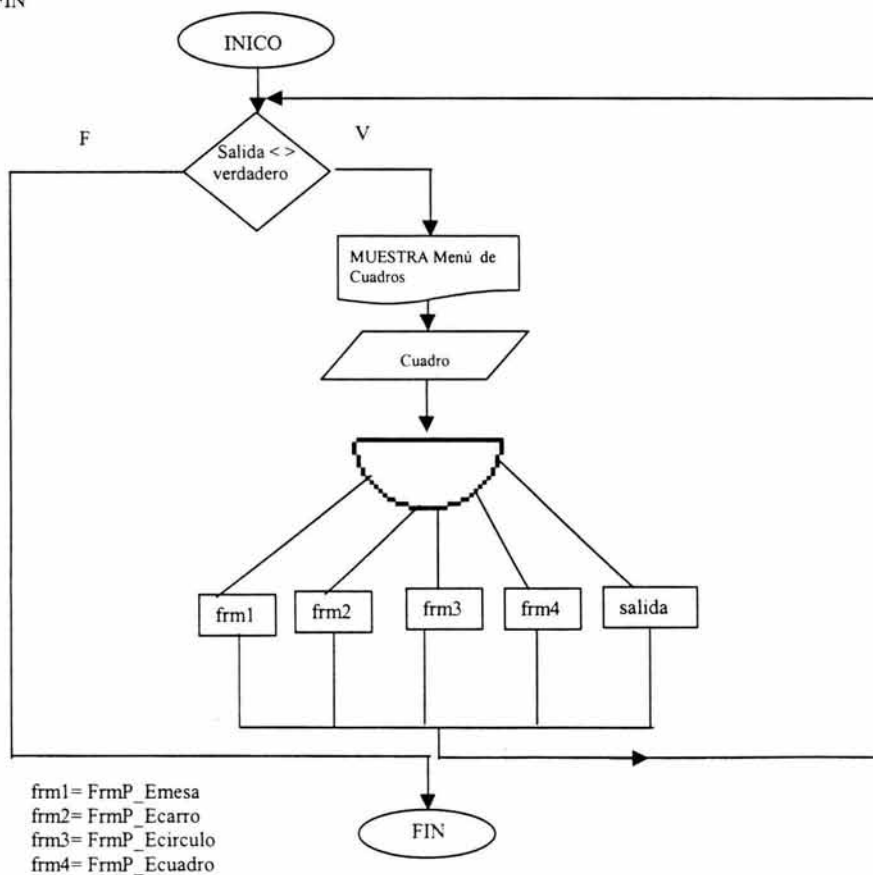 FIN
INICO
F
V
Salida < >
verdadero
MUESTRA Menú de
Cuadros
Cuadro
frm1
frm2
frm3
frm4
salida
frm1= FrmP_Emesa
frm2= FrmP_Ecarro
frm3= FrmP_Ecirculo
frm4= FrmP_Ecuadro
FIN